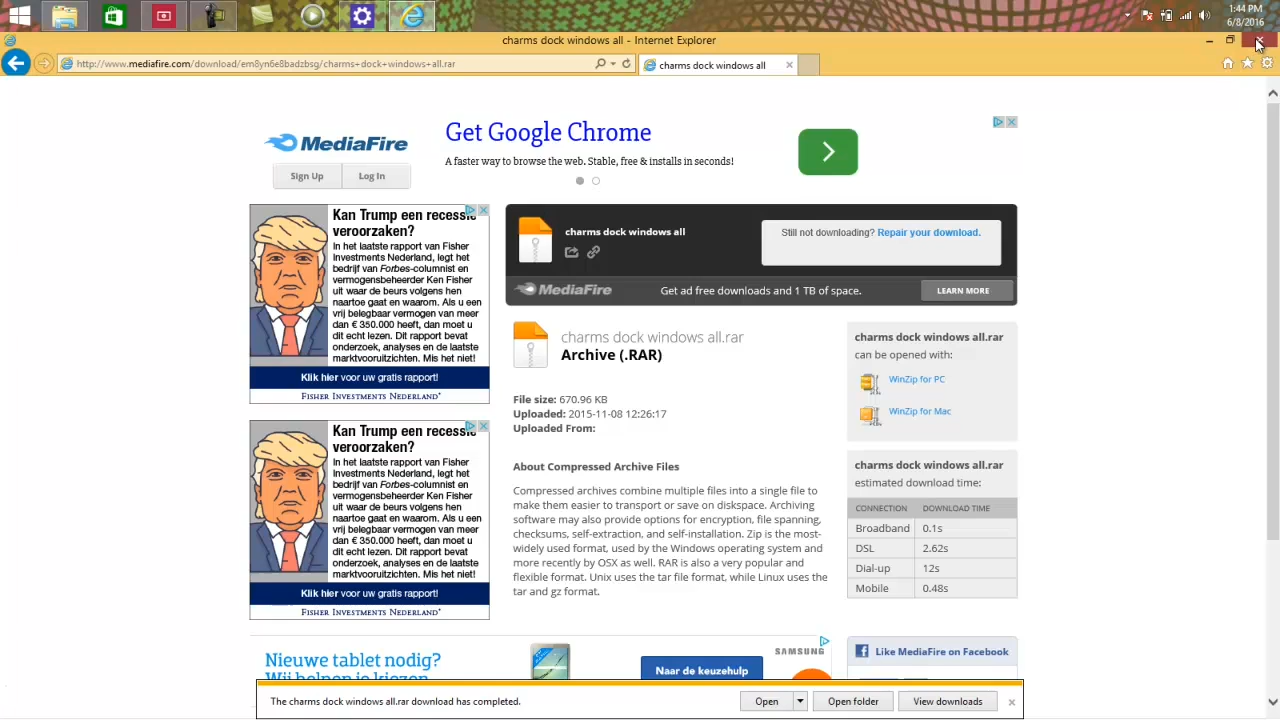 1:44 PM
6/8/2016
charms dock windows all - Internet Explorer
http://www.mediafire.com/download/em8yn6e8badzbsg/charms+dock+windows+all.rar
charms dock windows all
MediaFire
Sign Up
Log In
Get Google Chrome
A faster way to browse the web. Stable, free & installs in seconds!
Kan Trump een recessie
veroorzaken?
In het laatste rapport van Fisher
Investments Nederland, legt het
bedrijf van Forbes-columnist en
vermogensbeheerder Ken Fisher
uit waar de beurs volgens hen
naartoe gaat en waarom. Als u een
vrij belegbaar vermogen van meer
dan € 350.000 heeft, dan moet u
dit echt lezen. Dit rapport bevat
onderzoek, analyses en de laatste
marktvooruitzichten. Mis het niet!
Klik hier voor uw gratis rapport!
Fisher Investments Nederland
Kan Trump een recessie
veroorzaken?
In het laatste rapport van Fisher
Investments Nederland, legt het
bedrijf van Forbes-columnist en
vermogensbeheerder Ken Fisher
uit waar de beurs volgens hen
naartoe gaat en waarom. Als u een
vrij belegbaar vermogen van meer
dan € 350.000 heeft, dan moet u
dit echt lezen. Dit rapport bevat
onderzoek, analyses en de laatste
marktvooruitzichten. Mis het niet!
Klik hier voor uw gratis rapport!
Fisher Investments Nederland
charms dock windows all
Still not downloading? Repair your download.
MediaFire
Get ad free downloads and 1 TB of space.
LEARN MORE
charms dock windows all.rar
Archive (.RAR)
File size: 670.96 KB
Uploaded: 2015-11-08 12:26:17
Uploaded From:
About Compressed Archive Files
Compressed archives combine multiple files into a single file to
make them easier to transport or save on diskspace. Archiving
software may also provide options for encryption, file spanning,
checksums, self-extraction, and self-installation. Zip is the most-
widely used format, used by the Windows operating system and
more recently by OSX as well. RAR is also a very popular and
flexible format. Unix uses the tar file format, while Linux uses the
tar and gz format.
charms dock windows all.rar
can be opened with:
WinZip for PC
WinZip for Mac
charms dock windows all.rar
estimated download time:
CONNECTION DOWNLOAD TIME
Broadband 0.1s
DSL 2.62s
Dial-up 12s
Mobile 0.48s
Nieuwe tablet nodig?
Wij helpen je kiezen
Naar de keuzehulp
SAMSUNG
Like MediaFire on Facebook
The charms dock windows all.rar download has completed.
Open
Open folder
View downloads